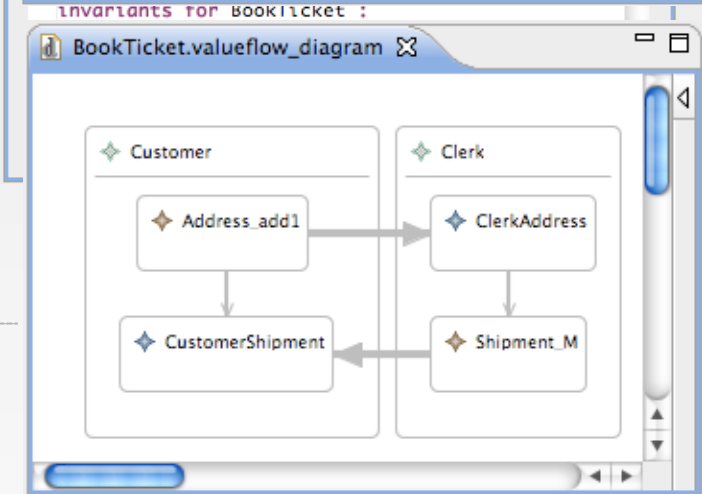 invariants for BookTicket :
BookTicket.valueflow_diagram
Customer
Clerk
Address_add1
ClerkAddress
CustomerShipment
Shipment_M